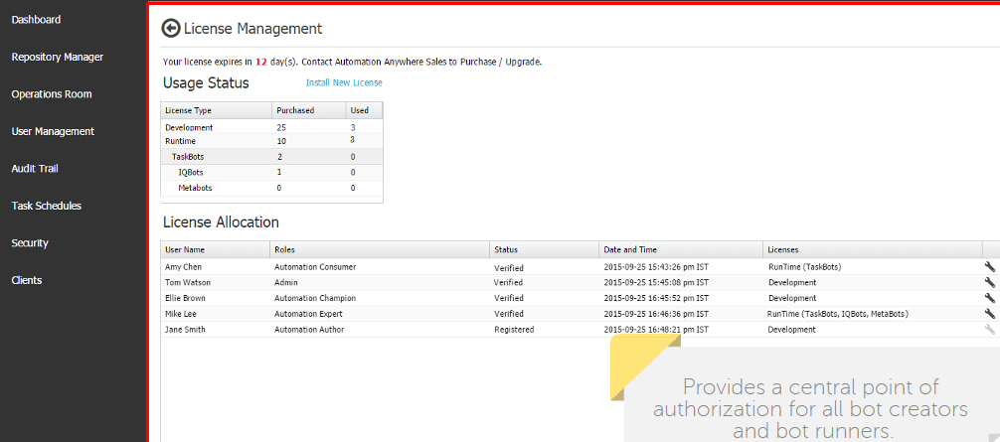 Dashboard
Repository Manager
Operations Room
User Management
Audit Trail
Task Schedules
Security
Clients
License Management
Your license expires in 12 day(s). Contact Automation Anywhere Sales to Purchase / Upgrade.
Usage Status Install New License
License Type Purchased Used
Development 25 3
Runtime 10 3
TaskBots 2 0
IQBots 1 0
Metabots 0 0
License Allocation
User Name Roles Status Date and Time Licenses
Amy Chen Automation Consumer Verified 2015-09-25 15:43:26 pm IST RunTime (TaskBots)
Tom Watson Admin Verified 2015-09-25 15:45:08 pm IST Development
Ellie Brown Automation Champion Verified 2015-09-25 16:45:52 pm IST Development
Mike Lee Automation Expert Verified 2015-09-25 16:46:36 pm IST RunTime (TaskBots, IQBots, MetaBots)
Jane Smith Automation Author Registered 2015-09-25 16:48:21 pm IST Development
Provides a central point of
authorization for all bot creators
and bot runners.